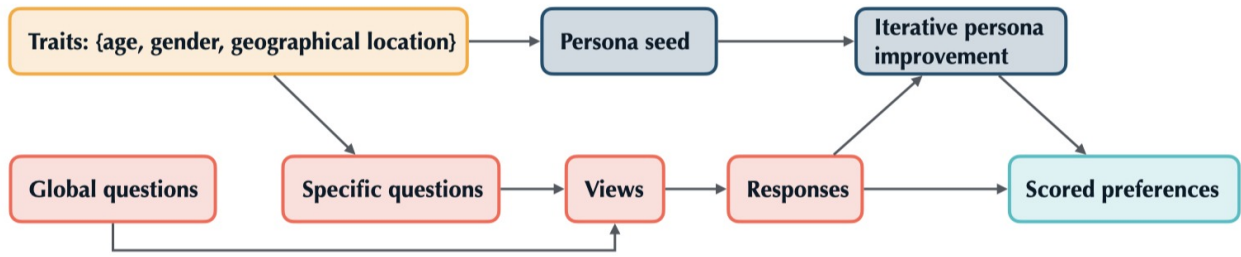 Traits: {age, gender, geographical location}
Persona seed
Iterative persona
improvement
Global questions
Specific questions
Views
Responses
Scored preferences